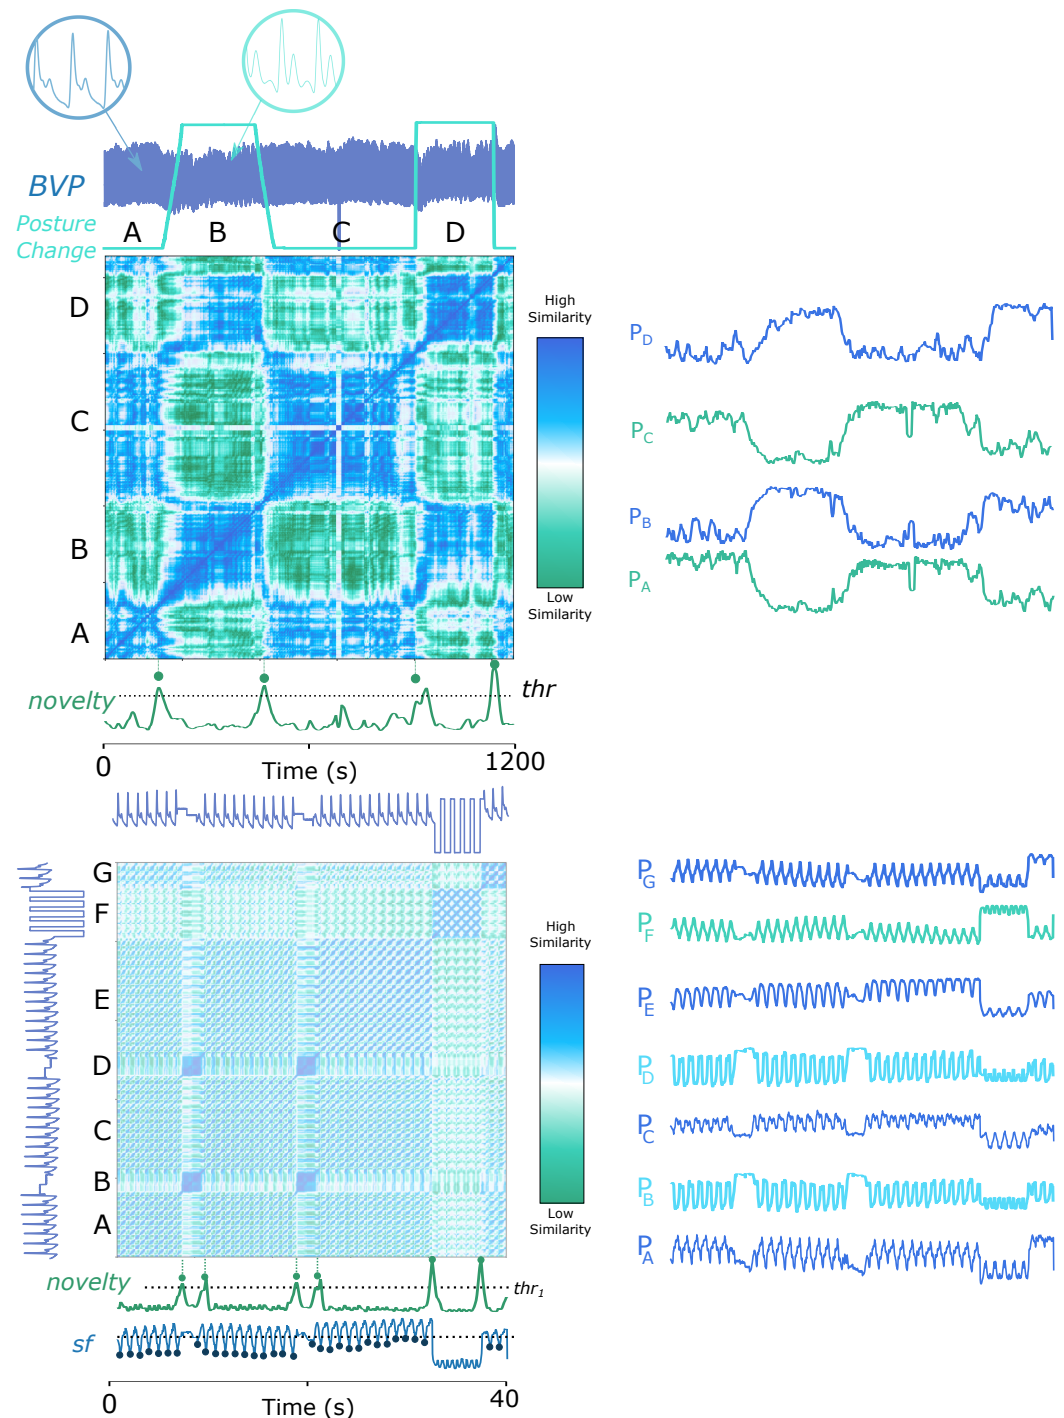 BVP
Posture
Change
A
B
C
D
D
C
B
A
High
Similarity
Low
Similarity
P_D
P_C
P_B
P_A
novelty
thr
0
1200
Time (s)
G
F
E
D
C
B
A
High
Similarity
Low
Similarity
P_G
P_F
P_E
P_D
P_C
P_B
P_A
novelty
thr_1
sf
0
40
Time (s)